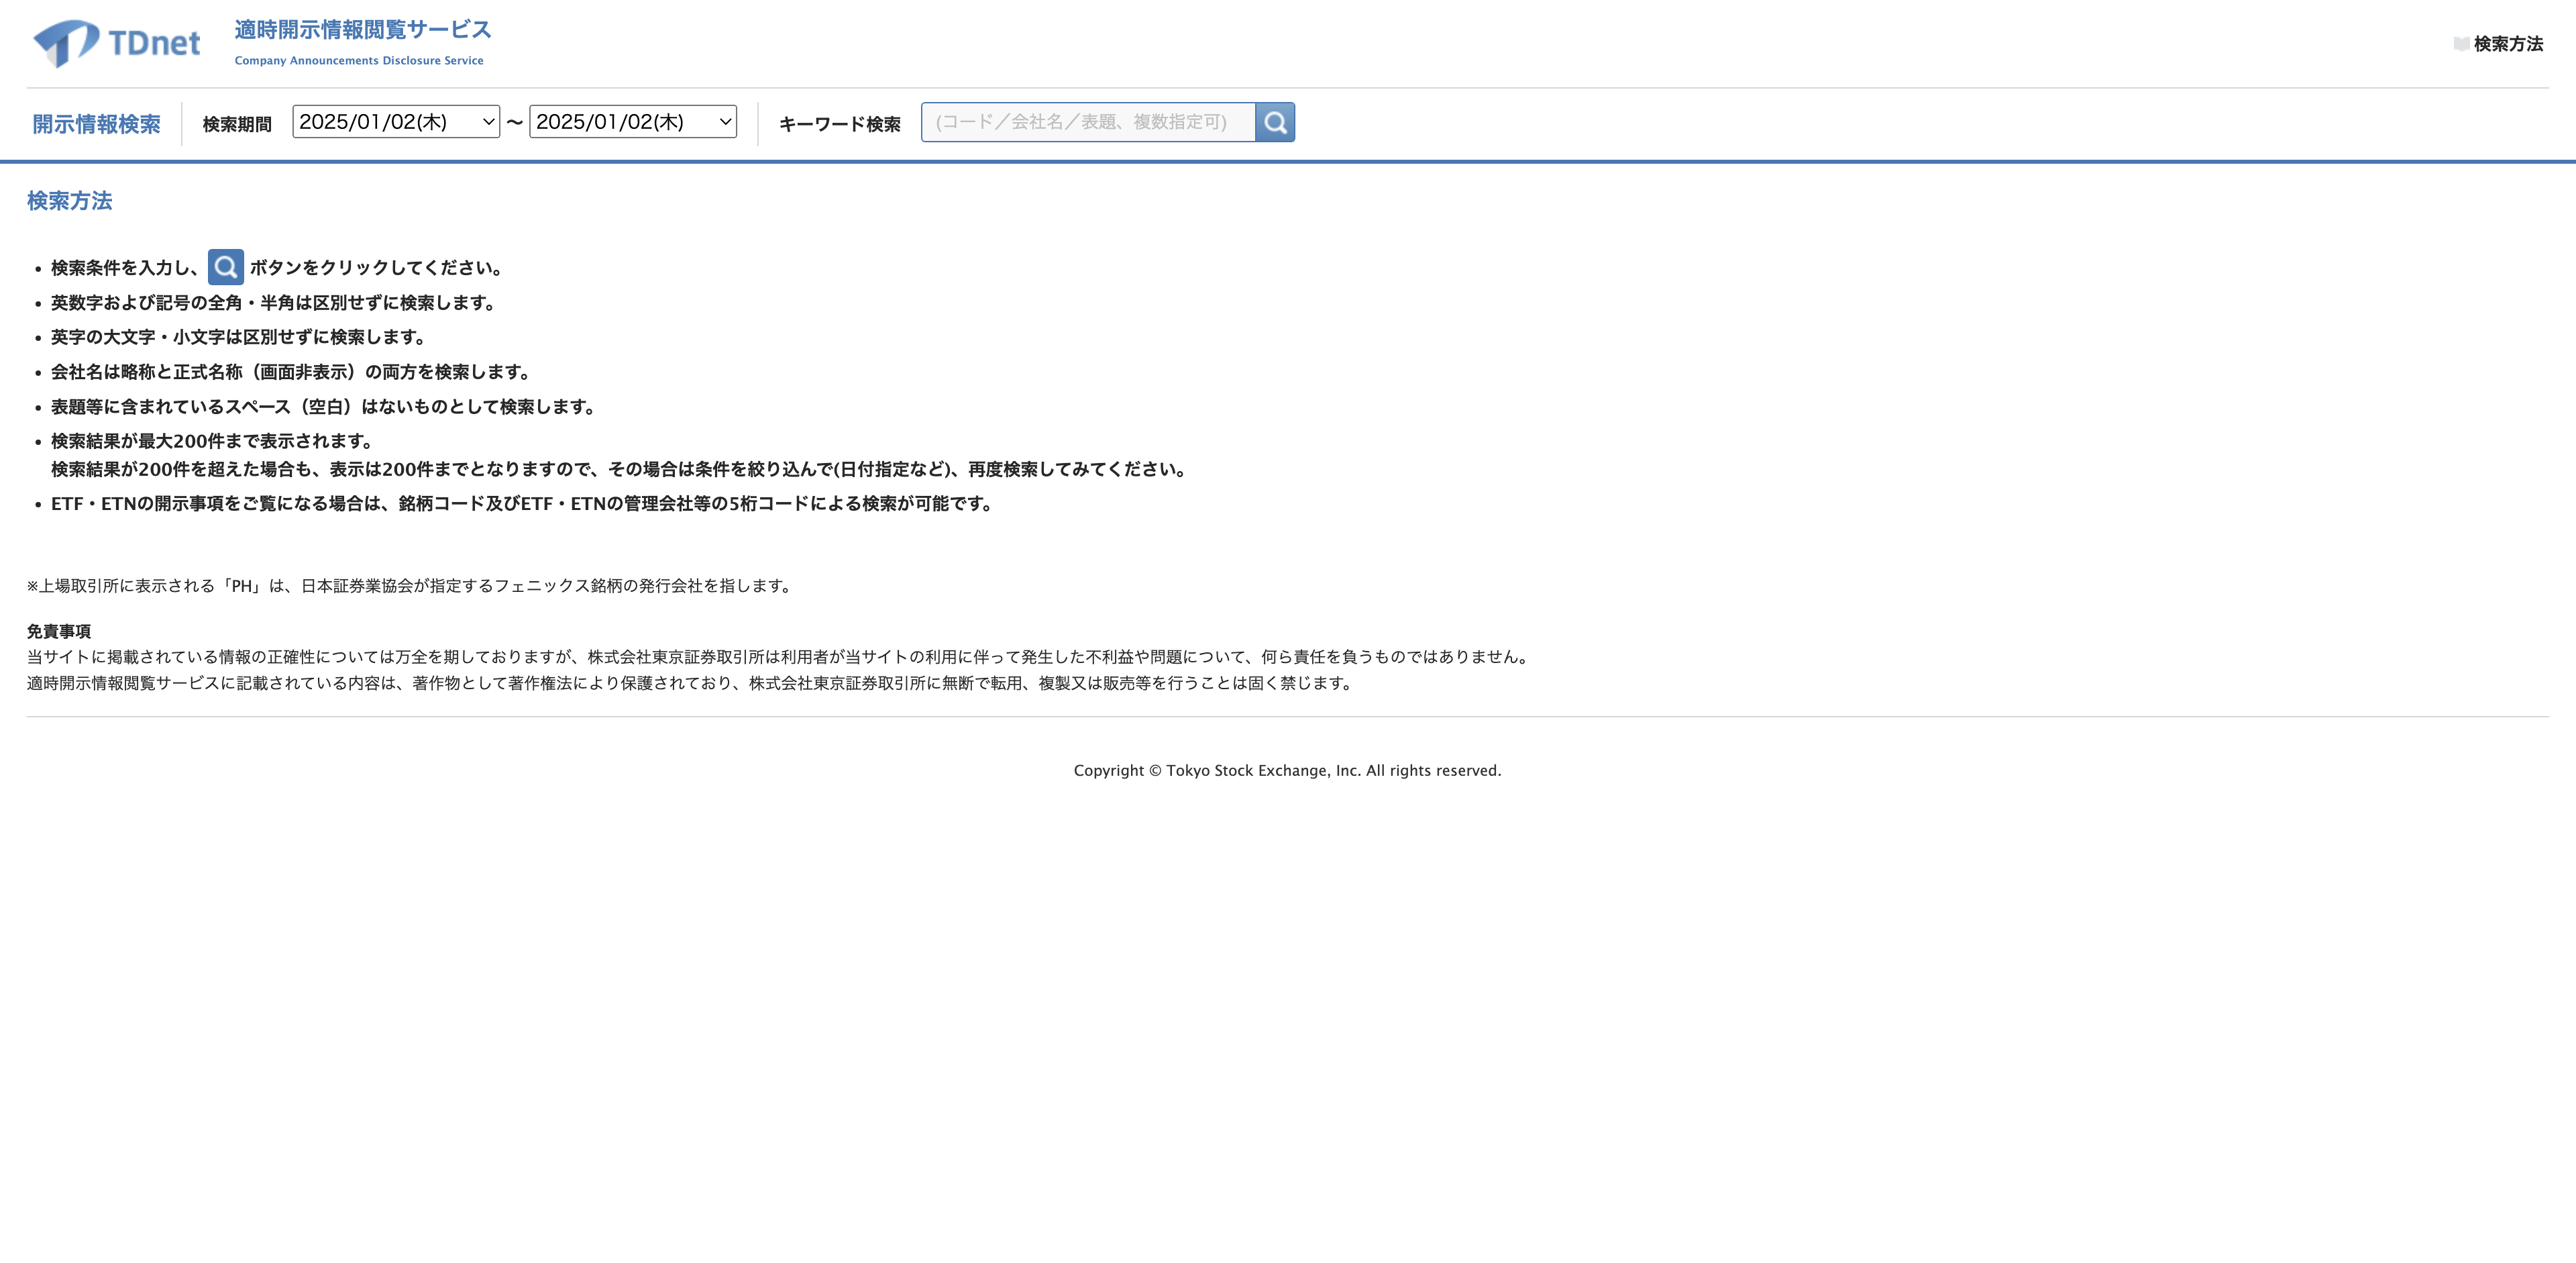 TDnet
適時開示情報閲覧サービス
Company Announcements Disclosure Service
検索方法
開示情報検索
検索期間
2025/01/02(木)
～
2025/01/02(木)
キーワード検索
(コード／会社名／表題、複数指定可)
検索方法
• 検索条件を入力し、 ボタンをクリックしてください。
• 英数字および記号の全角・半角は区別せずに検索します。
• 英字の大文字・小文字は区別せずに検索します。
• 会社名は略称と正式名称（画面非表示）の両方を検索します。
• 表題等に含まれているスペース（空白）はないものとして検索します。
• 検索結果が最大200件まで表示されます。
検索結果が200件を超えた場合も、表示は200件までとなりますので、その場合は条件を絞り込んで(日付指定など)、再度検索してみてください。
• ETF・ETNの開示事項をご覧になる場合は、銘柄コード及びETF・ETNの管理会社等の5桁コードによる検索が可能です。
※上場取引所に表示される「PH」は、日本証券業協会が指定するフェニックス銘柄の発行会社を指します。
免責事項
当サイトに掲載されている情報の正確性については万全を期しておりますが、株式会社東京証券取引所は利用者が当サイトの利用に伴って発生した不利益や問題について、何ら責任を負うものではありません。
適時開示情報閲覧サービスに記載されている内容は、著作物として著作権法により保護されており、株式会社東京証券取引所に無断で転用、複製又は販売等を行うことは固く禁じます。
Copyright © Tokyo Stock Exchange, Inc. All rights reserved.